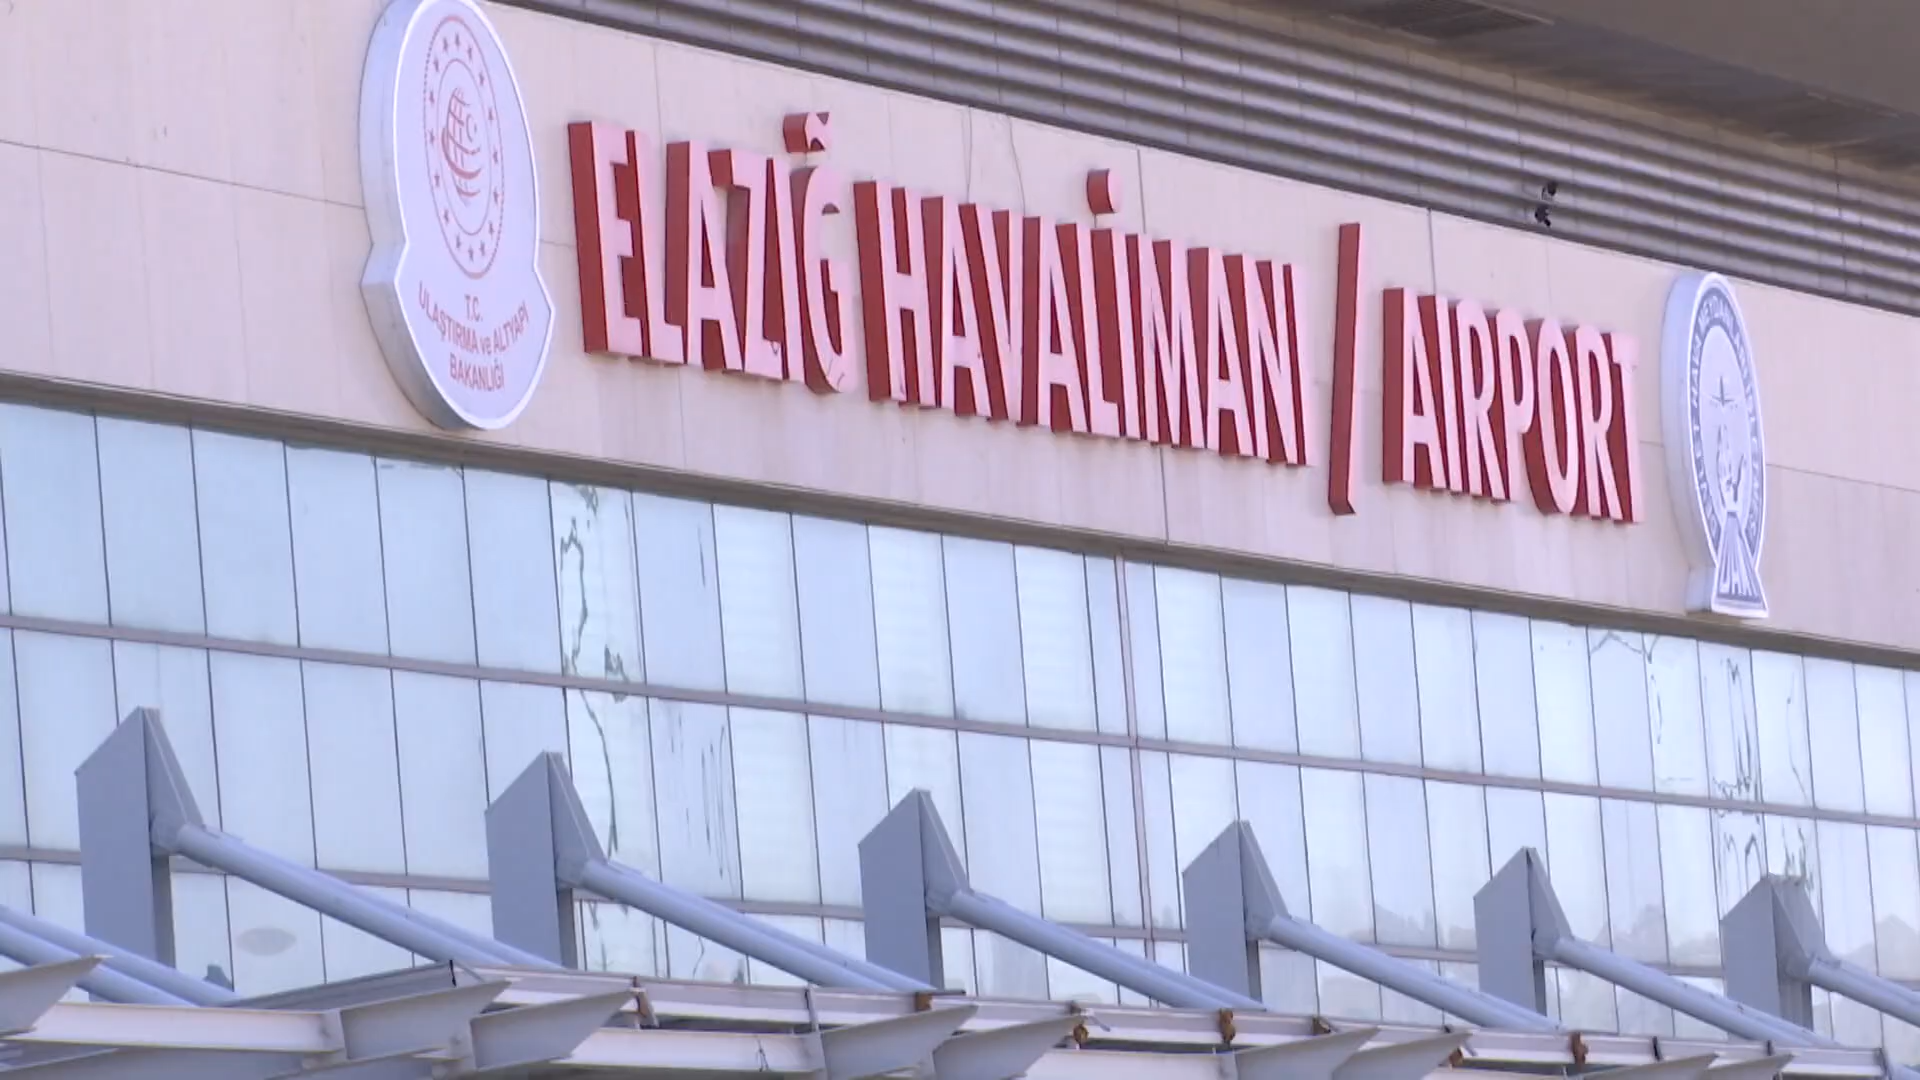 T.C.
ULAŞTIRMA ve ALTYAPI
BAKANLIĞI
ELAZIĞ HAVALİMANI / AIRPORT